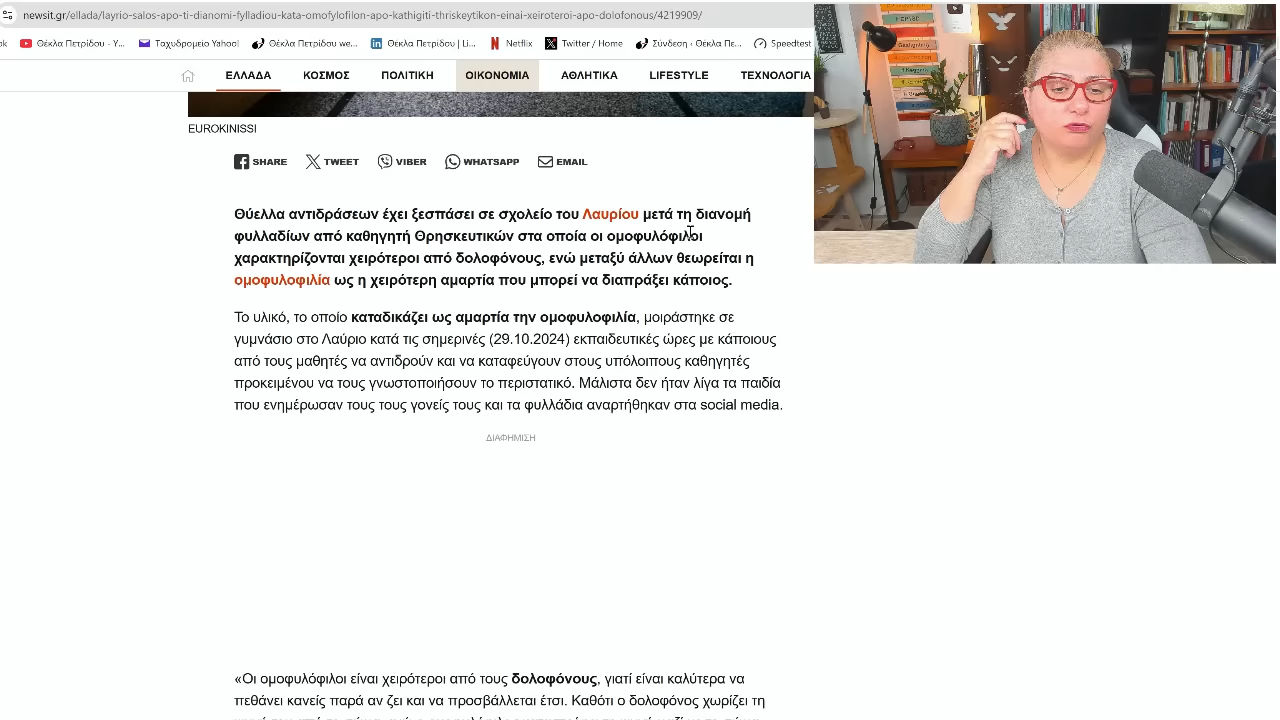 newsit.gr/ellada/layrio-salos-apo-ti-dianomi-fylladiou-kata-omofylofilon-apo-kathigiti-thriskeytikon-einai-xeiroteroi-apo-dolofonous/4219909/
ok Θέκλα Πετρίδου - Y... Ταχυδρομείο Yahoo! Θέκλα Πετρίδου we... Θεκλα Πετρίδου | Li... Netflix Twitter / Home Σύνδεση ‹ Θέκλα Πε... Speedtest
ΕΛΛΑΔΑ ΚΟΣΜΟΣ ΠΟΛΙΤΙΚΗ ΟΙΚΟΝΟΜΙΑ ΑΘΛΗΤΙΚΑ LIFESTYLE ΤΕΧΝΟΛΟΓΙΑ
EUROKINISSI
SHARE TWEET VIBER WHATSAPP EMAIL
Θύελλα αντιδράσεων έχει ξεσπάσει σε σχολείο του Λαυρίου μετά τη διανομή
φυλλαδίων από καθηγητή Θρησκευτικών στα οποία οι ομοφυλόφιλοι
χαρακτηρίζονται χειρότεροι από δολοφόνους, ενώ μεταξύ άλλων θεωρείται η
ομοφυλοφιλία ως η χειρότερη αμαρτία που μπορεί να διαπράξει κάποιος.
Το υλικό, το οποίο καταδικάζει ως αμαρτία την ομοφυλοφιλία, μοιράστηκε σε
γυμνάσιο στο Λαύριο κατά τις σημερινές (29.10.2024) εκπαιδευτικές ώρες με κάποιους
από τους μαθητές να αντιδρούν και να καταφεύγουν στους υπόλοιπους καθηγητές
προκειμένου να τους γνωστοποιήσουν το περιστατικό. Μάλιστα δεν ήταν λίγα τα παιδία
που ενημέρωσαν τους τους γονείς τους και τα φυλλάδια αναρτήθηκαν στα social media.
ΔΙΑΦΗΜΙΣΗ
«Οι ομοφυλόφιλοι είναι χειρότεροι από τους δολοφόνους, γιατί είναι καλύτερα να
πεθάνει κανείς παρά αν ζει και να προσβάλλεται έτσι. Καθότι ο δολοφόνος χωρίζει τη